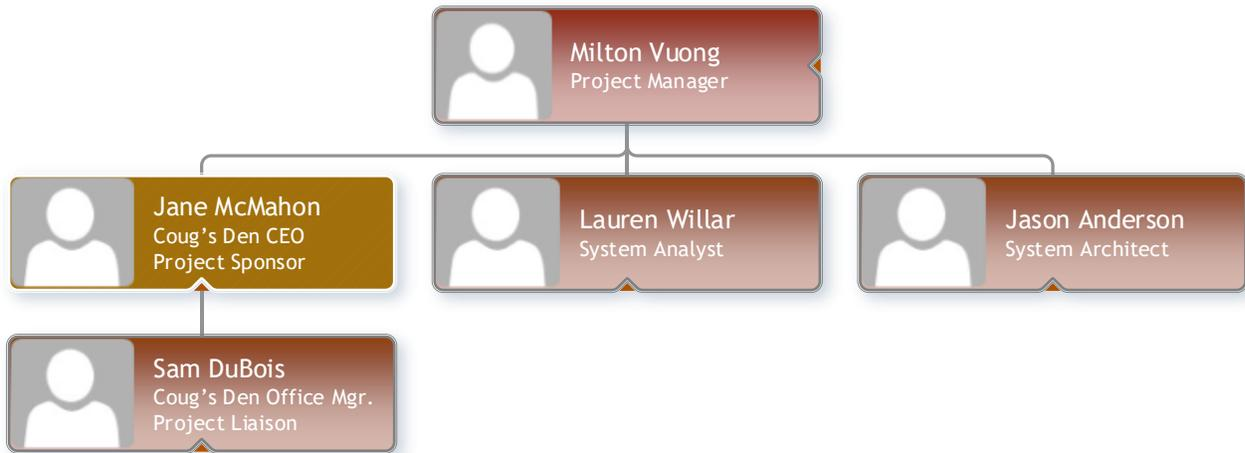 Milton Vuong
Project Manager
Jane McMahon
Coug's Den CEO
Project Sponsor
Lauren Willar
System Analyst
Jason Anderson
System Architect
Sam DuBois
Coug's Den Office Mgr.
Project Liaison